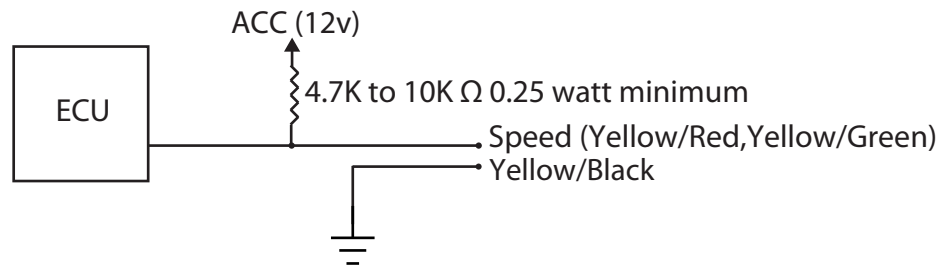 ACC (12v)
4.7K to 10K Ω 0.25 watt minimum
ECU
Speed (Yellow/Red,Yellow/Green)
Yellow/Black